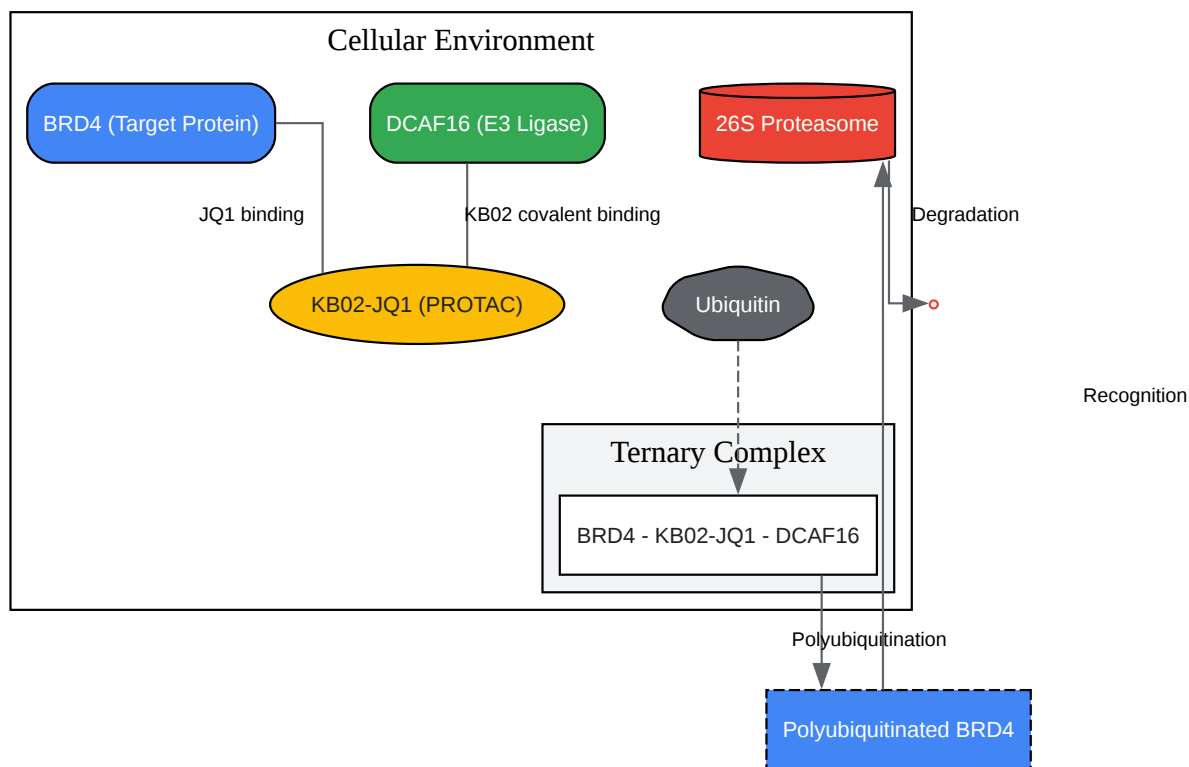 Cellular Environment
BRD4 (Target Protein)
DCAF16 (E3 Ligase)
26S Proteasome
JQ1 binding
KB02 covalent binding
Degradation
KB02-JQ1 (PROTAC)
Ubiquitin
Recognition
Ternary Complex
BRD4 - KB02-JQ1 - DCAF16
Polyubiquitination
Polyubiquitinated BRD4